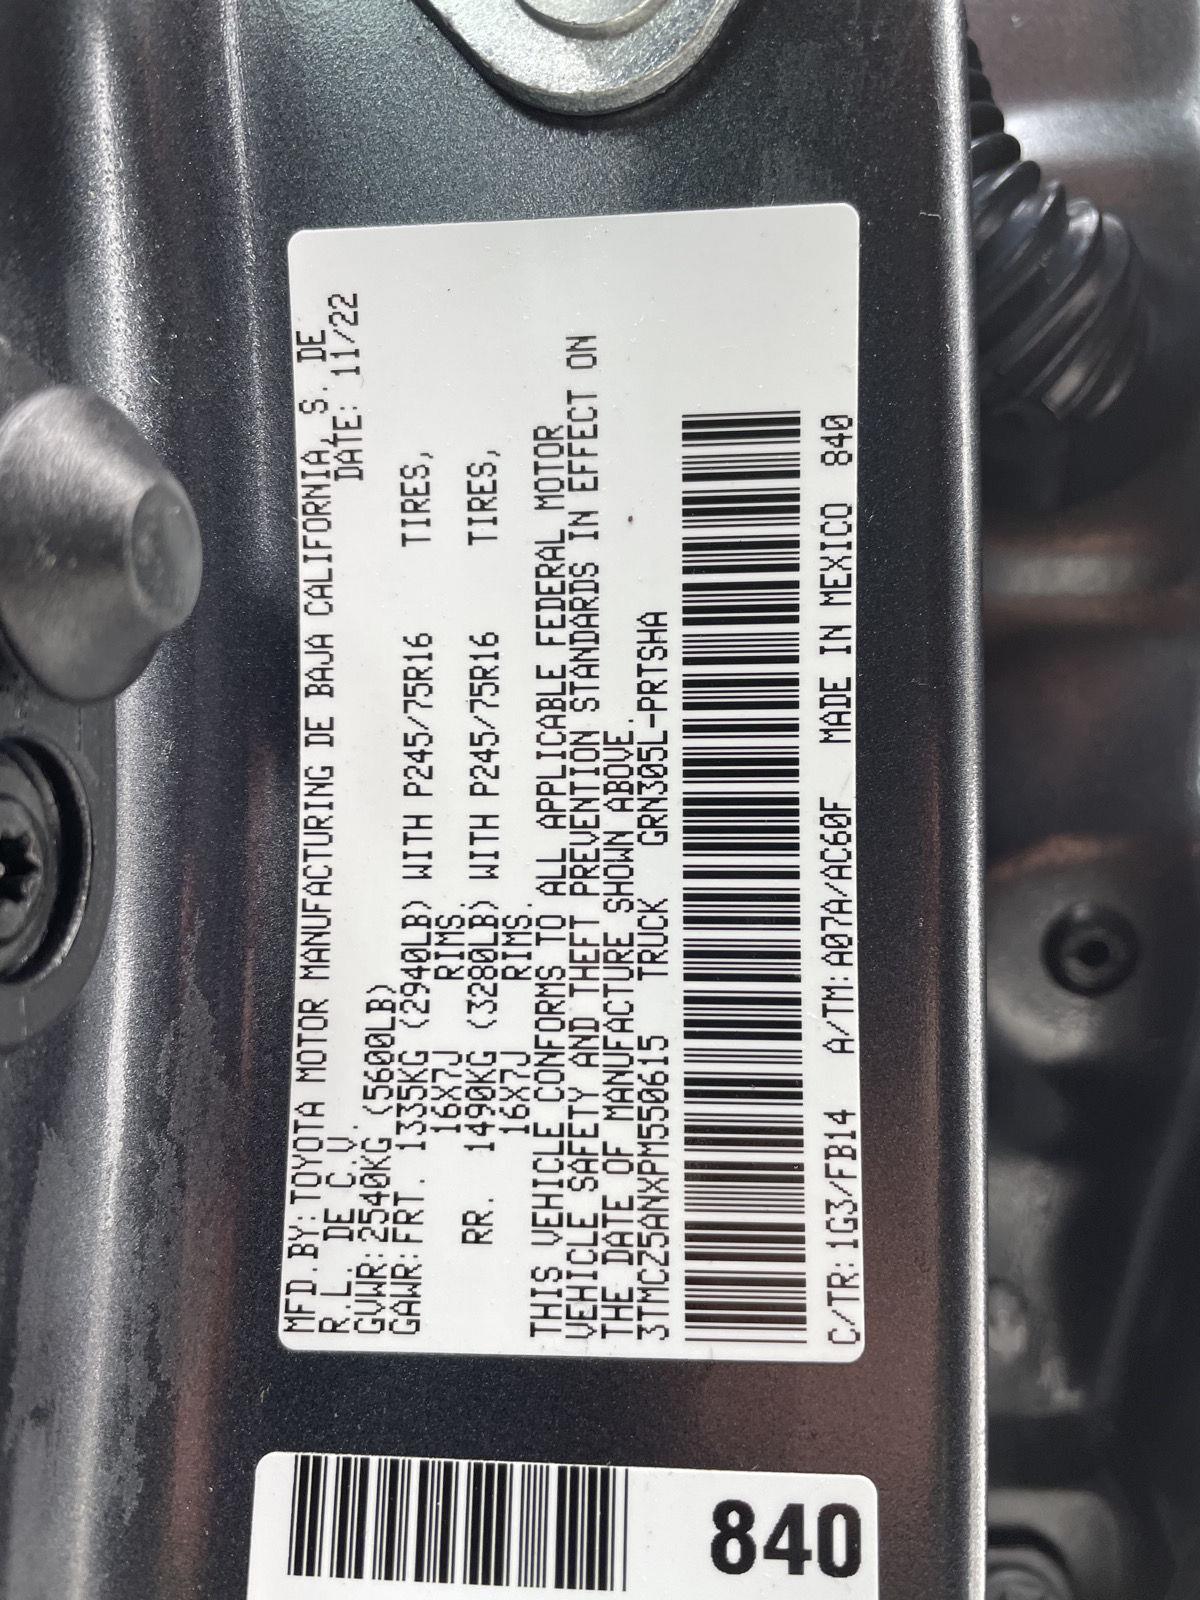 MFD.BY:TOYOTA MOTOR MANUFACTURING DE BAJA CALIFORNIA, S. DE
R.L. DE C.V. DATE: 11/22
GVWR:2540KG (5600LB)
GAWR:FRT. 1335KG (2940LB) WITH P245/75R16 TIRES,
16X7J RIMS.
RR. 1490KG (3280LB) WITH P245/75R16 TIRES,
16X7J RIMS.
THIS VEHICLE CONFORMS TO ALL APPLICABLE FEDERAL MOTOR
VEHICLE SAFETY AND THEFT PREVENTION STANDARDS IN EFFECT ON
THE DATE OF MANUFACTURE SHOWN ABOVE.
3TMCZ5ANXPM550615 TRUCK GRN305L-PRTSHA
C/TR:1G3/FB14 A/TM:A07A/AC60F MADE IN MEXICO 840
840